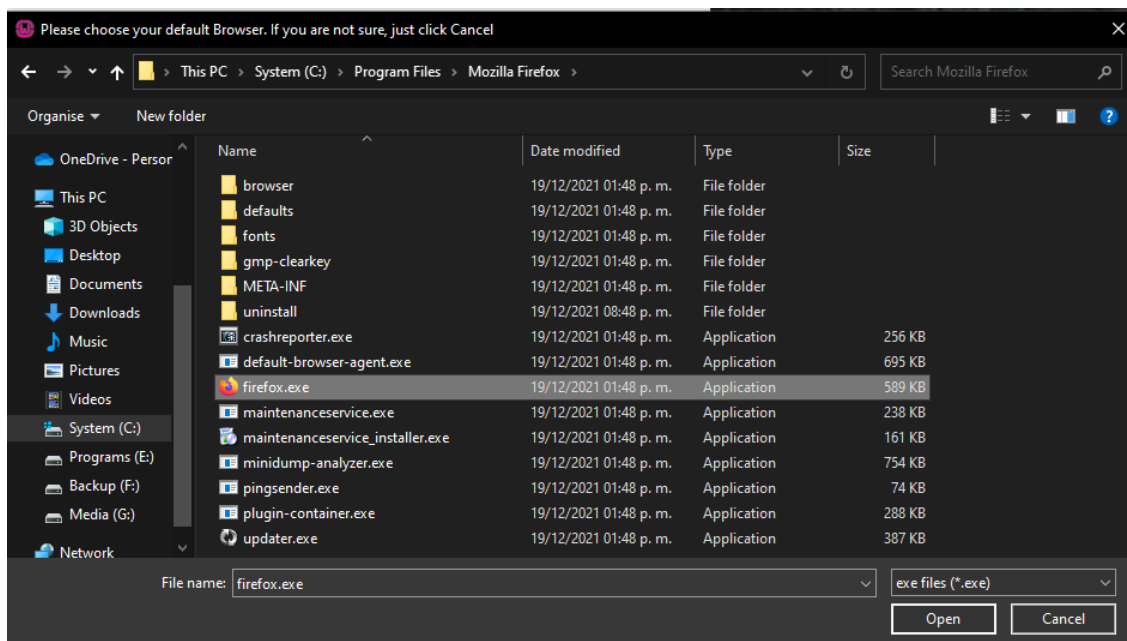 Please choose your default Browser. If you are not sure, just click Cancel
This PC > System (C:) > Program Files > Mozilla Firefox >
Search Mozilla Firefox
Organise
New folder
OneDrive - Person
This PC
3D Objects
Desktop
Documents
Downloads
Music
Pictures
Videos
System (C:)
Programs (E:)
Backup (F:)
Media (G:)
Network
Name Date modified Type Size
browser 19/12/2021 01:48 p. m. File folder
defaults 19/12/2021 01:48 p. m. File folder
fonts 19/12/2021 01:48 p. m. File folder
gmp-clearkey 19/12/2021 01:48 p. m. File folder
META-INF 19/12/2021 01:48 p. m. File folder
uninstall 19/12/2021 08:48 p. m. File folder
crashreporter.exe 19/12/2021 01:48 p. m. Application 256 KB
default-browser-agent.exe 19/12/2021 01:48 p. m. Application 695 KB
firefox.exe 19/12/2021 01:48 p. m. Application 589 KB
maintenanceservice.exe 19/12/2021 01:48 p. m. Application 238 KB
maintenanceservice_installer.exe 19/12/2021 01:48 p. m. Application 161 KB
minidump-analyzer.exe 19/12/2021 01:48 p. m. Application 754 KB
pingsender.exe 19/12/2021 01:48 p. m. Application 74 KB
plugin-container.exe 19/12/2021 01:48 p. m. Application 288 KB
updater.exe 19/12/2021 01:48 p. m. Application 387 KB
File name: firefox.exe
exe files (*.exe)
Open
Cancel